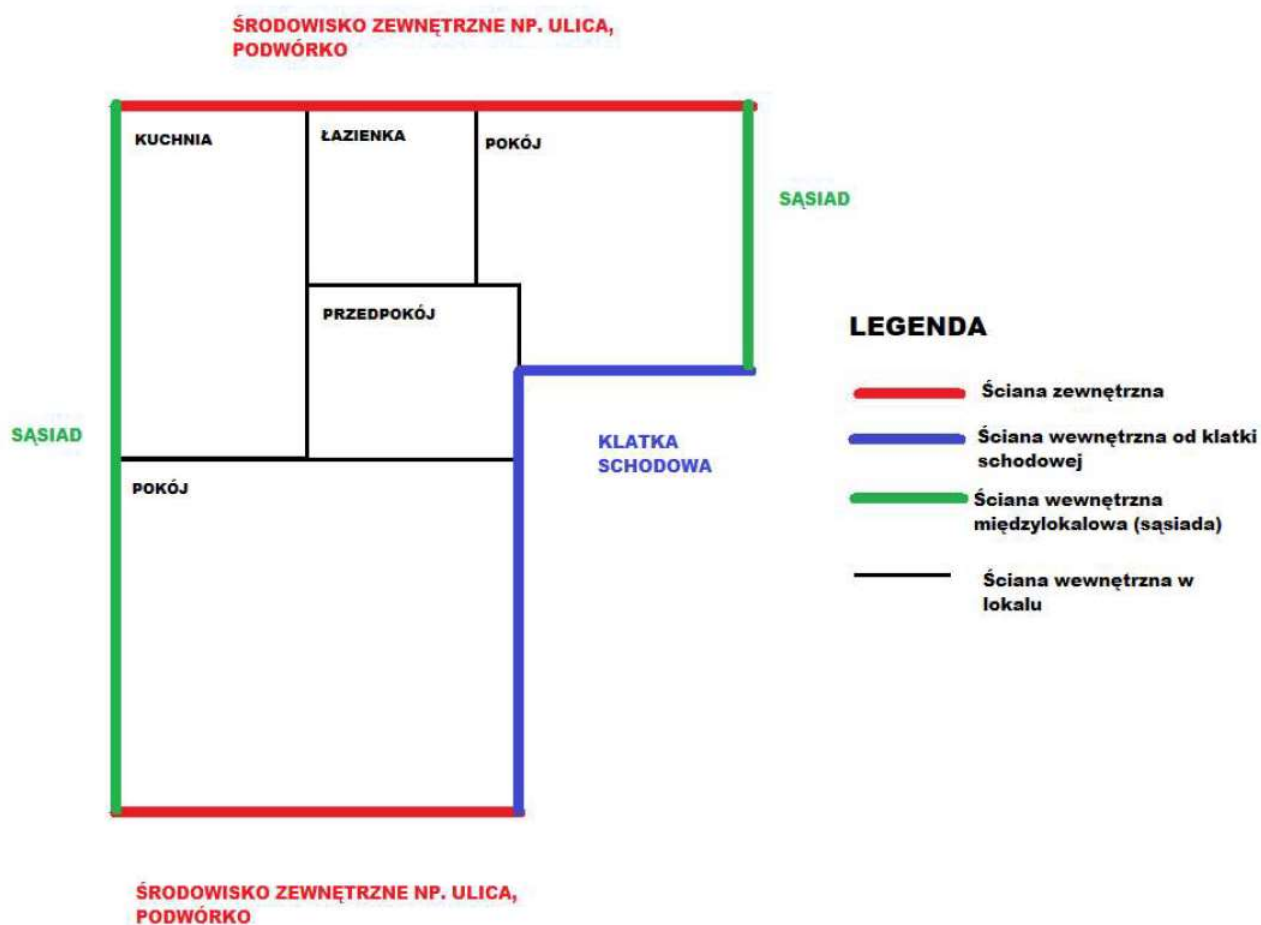 ŚRODOWISKO ZEWNĘTRZNE NP. ULICA,
PODWÓRKO
KUCHNIA
ŁAZIENKA
POKÓJ
SĄSIAD
PRZEDPOKÓJ
LEGENDA
Ściana zewnętrzna
SĄSIAD
KLATKA
SCHODOWA
Ściana wewnętrzna od klatki
schodowej
POKÓJ
Ściana wewnętrzna
międzylokalowa (sąsiada)
Ściana wewnętrzna w
lokalu
ŚRODOWISKO ZEWNĘTRZNE NP. ULICA,
PODWÓRKO